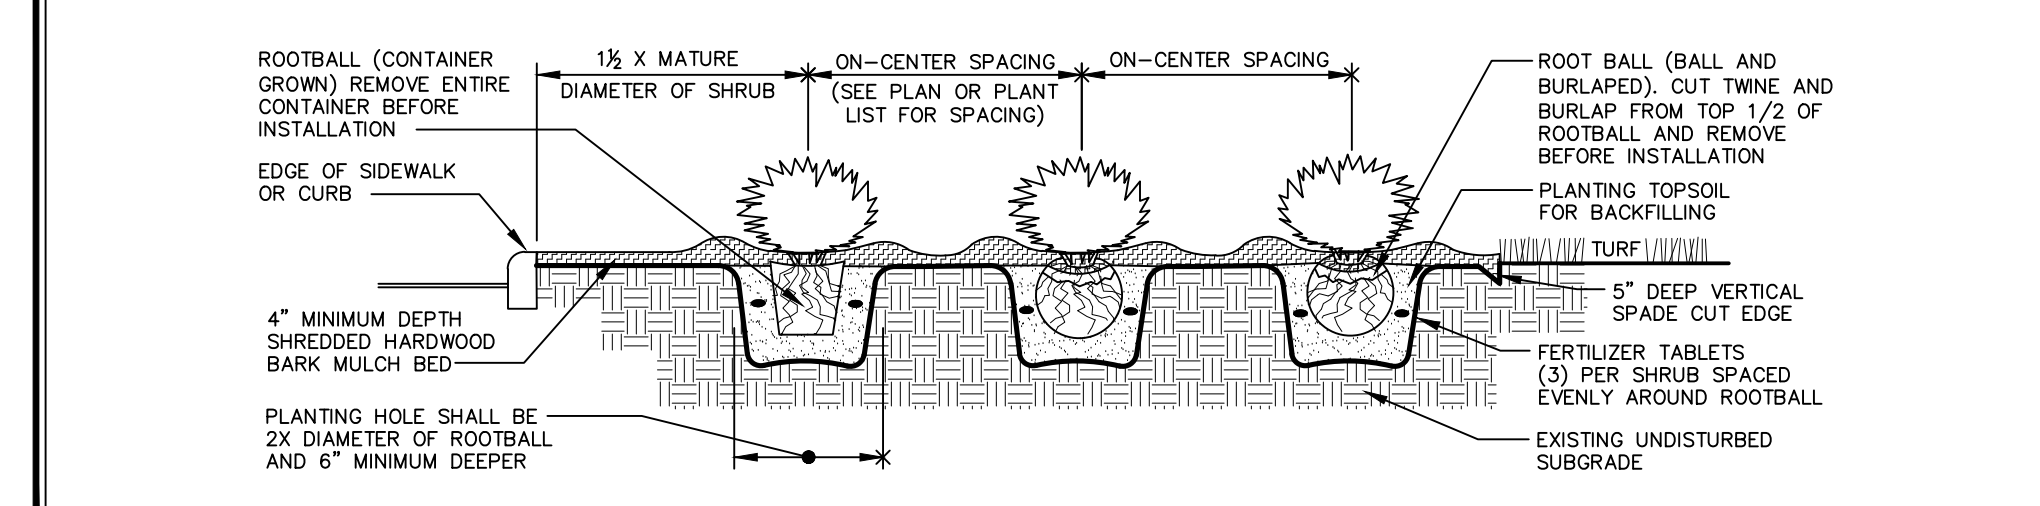 ROOTBALL (CONTAINER
GROWN) REMOVE ENTIRE
CONTAINER BEFORE
INSTALLATION
EDGE OF SIDEWALK
OR CURB
4" MINIMUM DEPTH
SHREDDED HARDWOOD
BARK MULCH BED
PLANTING HOLE SHALL BE
2X DIAMETER OF ROOTBALL
AND 6" MINIMUM DEEPER
1½ X MATURE
DIAMETER OF SHRUB
ON-CENTER SPACING
(SEE PLAN OR PLANT
LIST FOR SPACING)
ON-CENTER SPACING
ROOT BALL (BALL AND
BURLAPED). CUT TWINE AND
BURLAP FROM TOP 1/2 OF
ROOTBALL AND REMOVE
BEFORE INSTALLATION
PLANTING TOPSOIL
FOR BACKFILLING
TURF
5" DEEP VERTICAL
SPADE CUT EDGE
FERTILIZER TABLETS
(3) PER SHRUB SPACED
EVENLY AROUND ROOTBALL
EXISTING UNDISTURBED
SUBGRADE